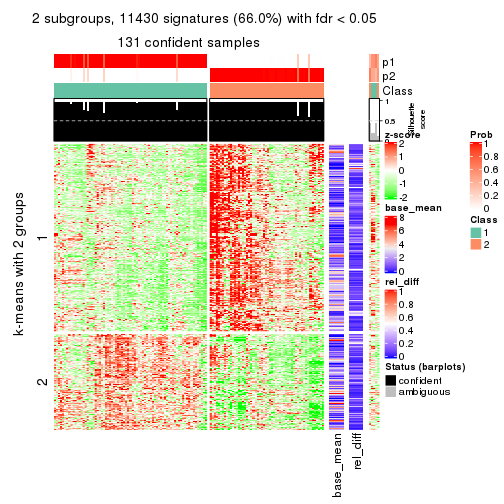 2 subgroups, 11430 signatures (66.0%) with fdr < 0.05
131 confident samples
p1
p2
Class
1
0.5
0
Silhouette
score
k-means with 2 groups
1
2
base_mean
rel_diff
z-score
2
1
0
-1
-2
base_mean
8
6
4
2
0
rel_diff
1
0.8
0.6
0.4
0.2
0
Status (barplots)
confident
ambiguous
Prob
1
0.8
0.6
0.4
0.2
0
Class
1
2